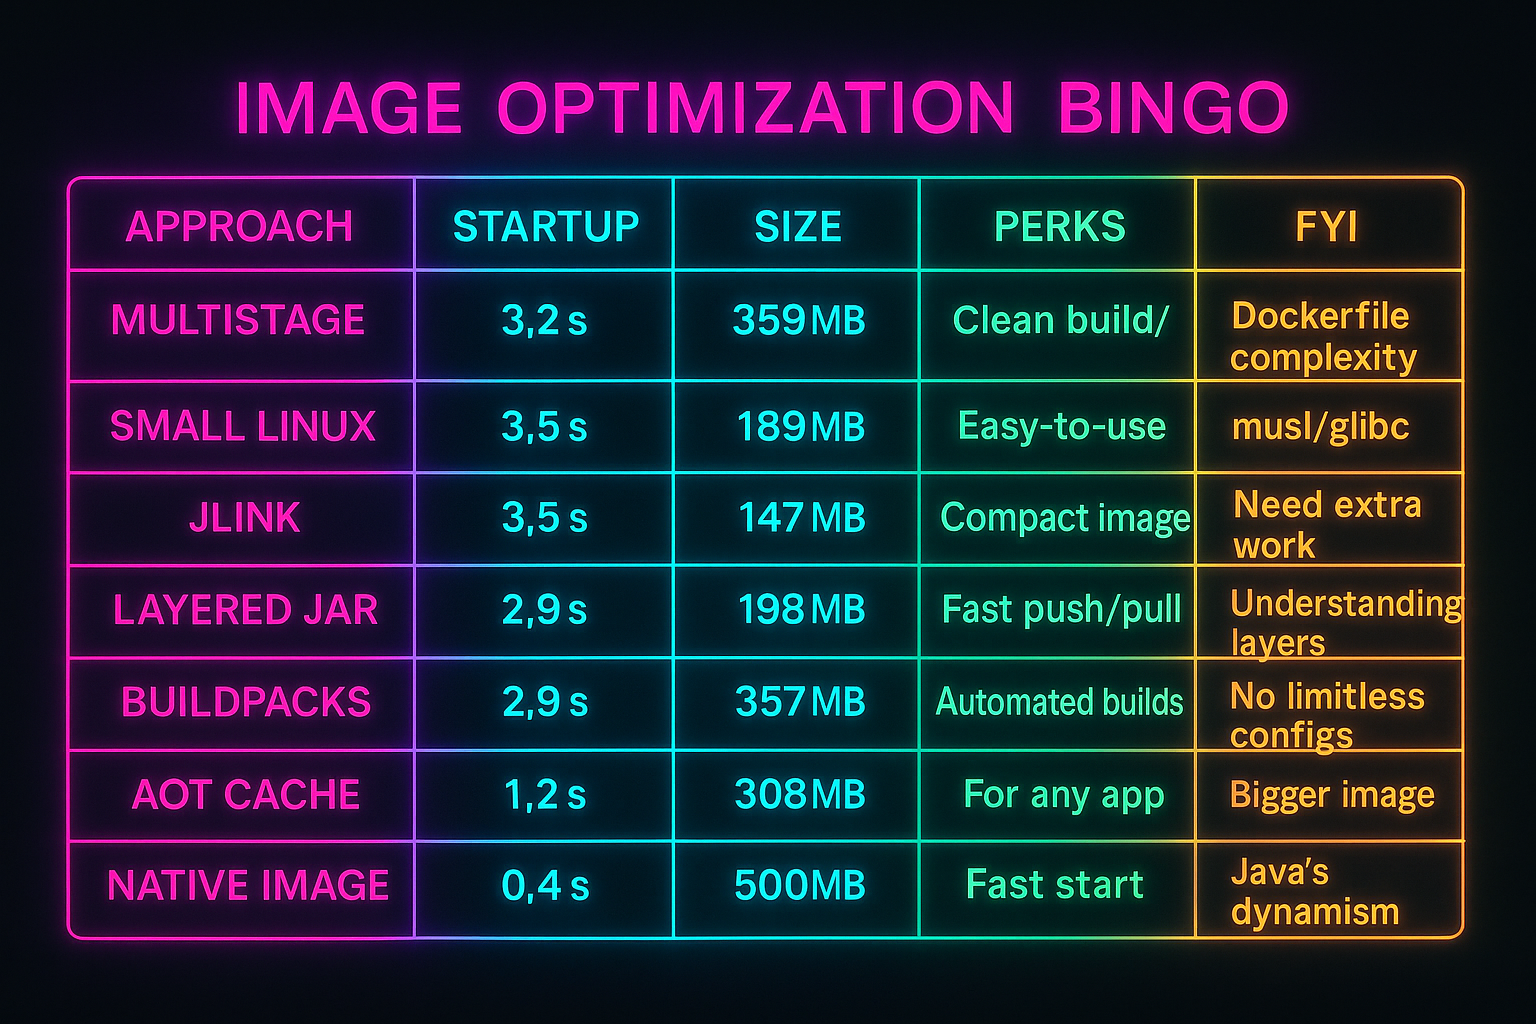 IMAGE OPTIMIZATION BINGO
APPROACH STARTUP SIZE PERKS FYI
MULTISTAGE 3,2 s 359 MB Clean build/ Dockerfile
complexity
SMALL LINUX 3,5 s 189 MB Easy-to-use musl/glibc
JLINK 3,5 s 147 MB Compact image Need extra
work
LAYERED JAR 2,9 s 198 MB Fast push/pull Understanding
layers
BUILDPACKS 2,9 s 357 MB Automated builds No limitless
configs
AOT CACHE 1,2 s 308 MB For any app Bigger image
NATIVE IMAGE 0,4 s 500 MB Fast start Java's
dynamism